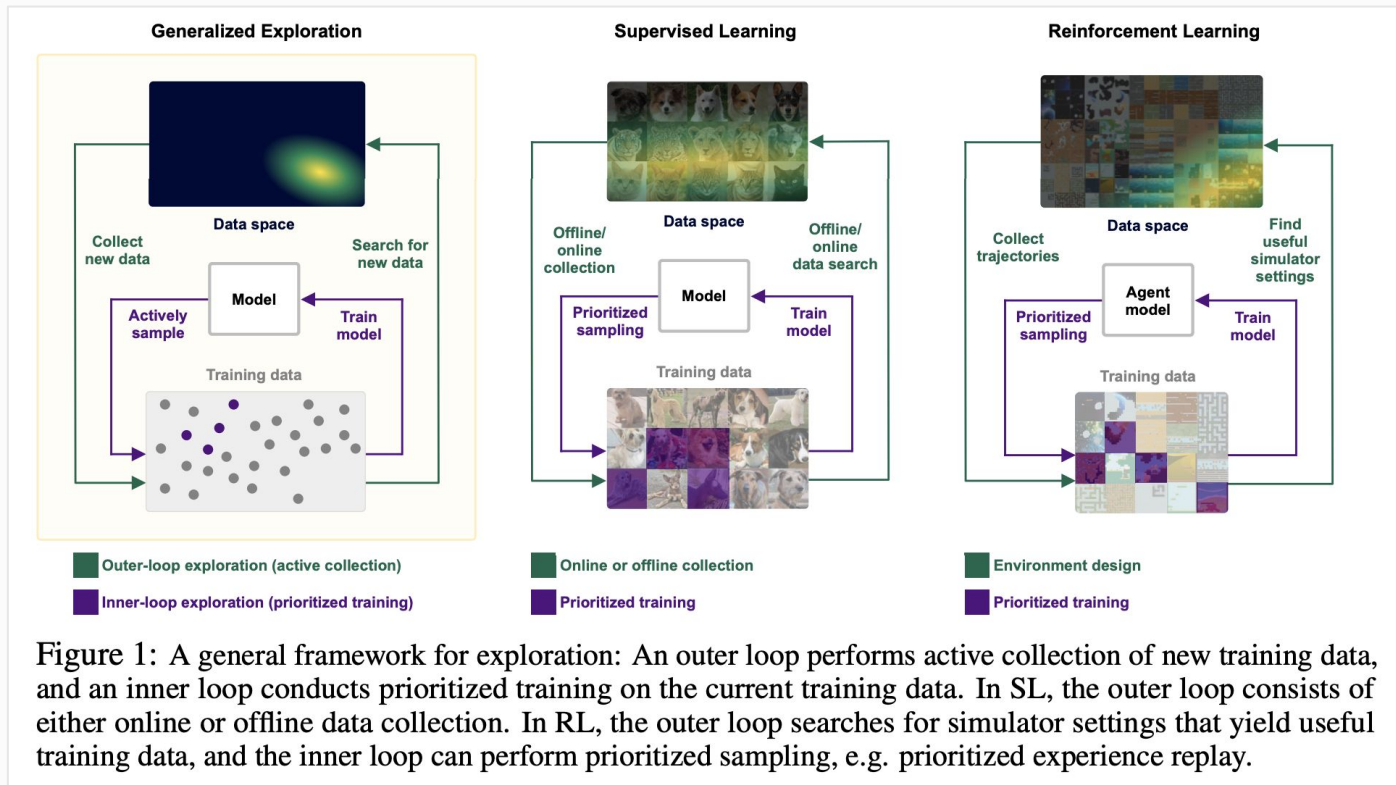 Generalized Exploration
Data space
Collect
new data
Search for
new data
Model
Actively
sample
Train
model
Training data
Outer-loop exploration (active collection)
Inner-loop exploration (prioritized training)
Supervised Learning
Data space
Offline/
online
collection
Offline/
online
data search
Model
Prioritized
sampling
Train
model
Training data
Online or offline collection
Prioritized training
Reinforcement Learning
Data space
Collect
trajectories
Find
useful
simulator
settings
Agent
model
Prioritized
sampling
Train
model
Training data
Environment design
Prioritized training
Figure 1: A general framework for exploration: An outer loop performs active collection of new training data,
and an inner loop conducts prioritized training on the current training data. In SL, the outer loop consists of
either online or offline data collection. In RL, the outer loop searches for simulator settings that yield useful
training data, and the inner loop can perform prioritized sampling, e.g. prioritized experience replay.